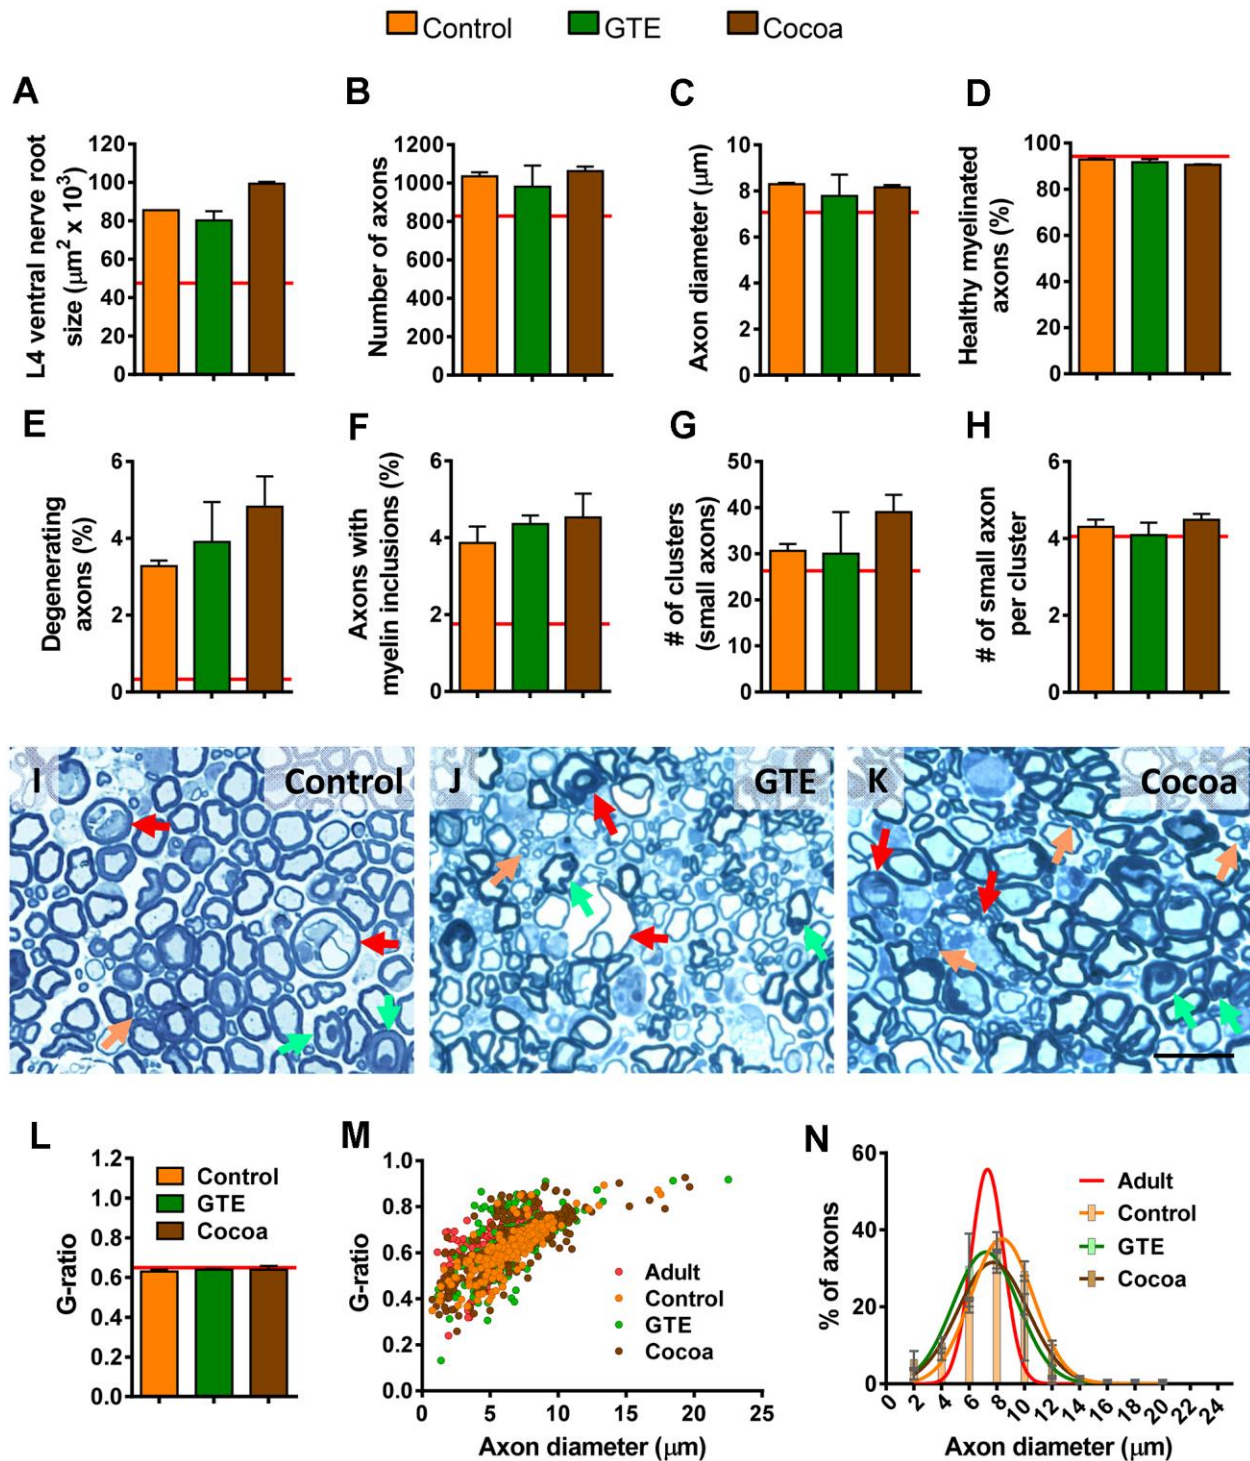 Control GTE Cocoa
A
L4 ventral nerve root
size (μm² x 10³)
120
100
80
60
40
20
0
B
Number of axons
1200
1000
800
600
400
200
0
C
Axon diameter (μm)
8
6
4
2
0
D
Healthy myelinated
axons (%)
100
80
60
40
20
0
E
Degenerating
axons (%)
6
4
2
0
F
Axons with
myelin inclusions (%)
6
4
2
0
G
# of clusters
(small axons)
50
40
30
20
10
0
H
# of small axon
per cluster
6
4
2
0
I Control
J GTE
K Cocoa
L
G-ratio
1.2
1.0
0.8
0.6
0.4
0.2
0.0
Control
GTE
Cocoa
M
G-ratio
1.0
0.8
0.6
0.4
0.2
0.0
Adult
Control
GTE
Cocoa
0 5 10 15 20 25
Axon diameter (μm)
N
% of axons
60
40
20
0
Adult
Control
GTE
Cocoa
0 2 4 6 8 10 12 14 16 18 20 22 24
Axon diameter (μm)